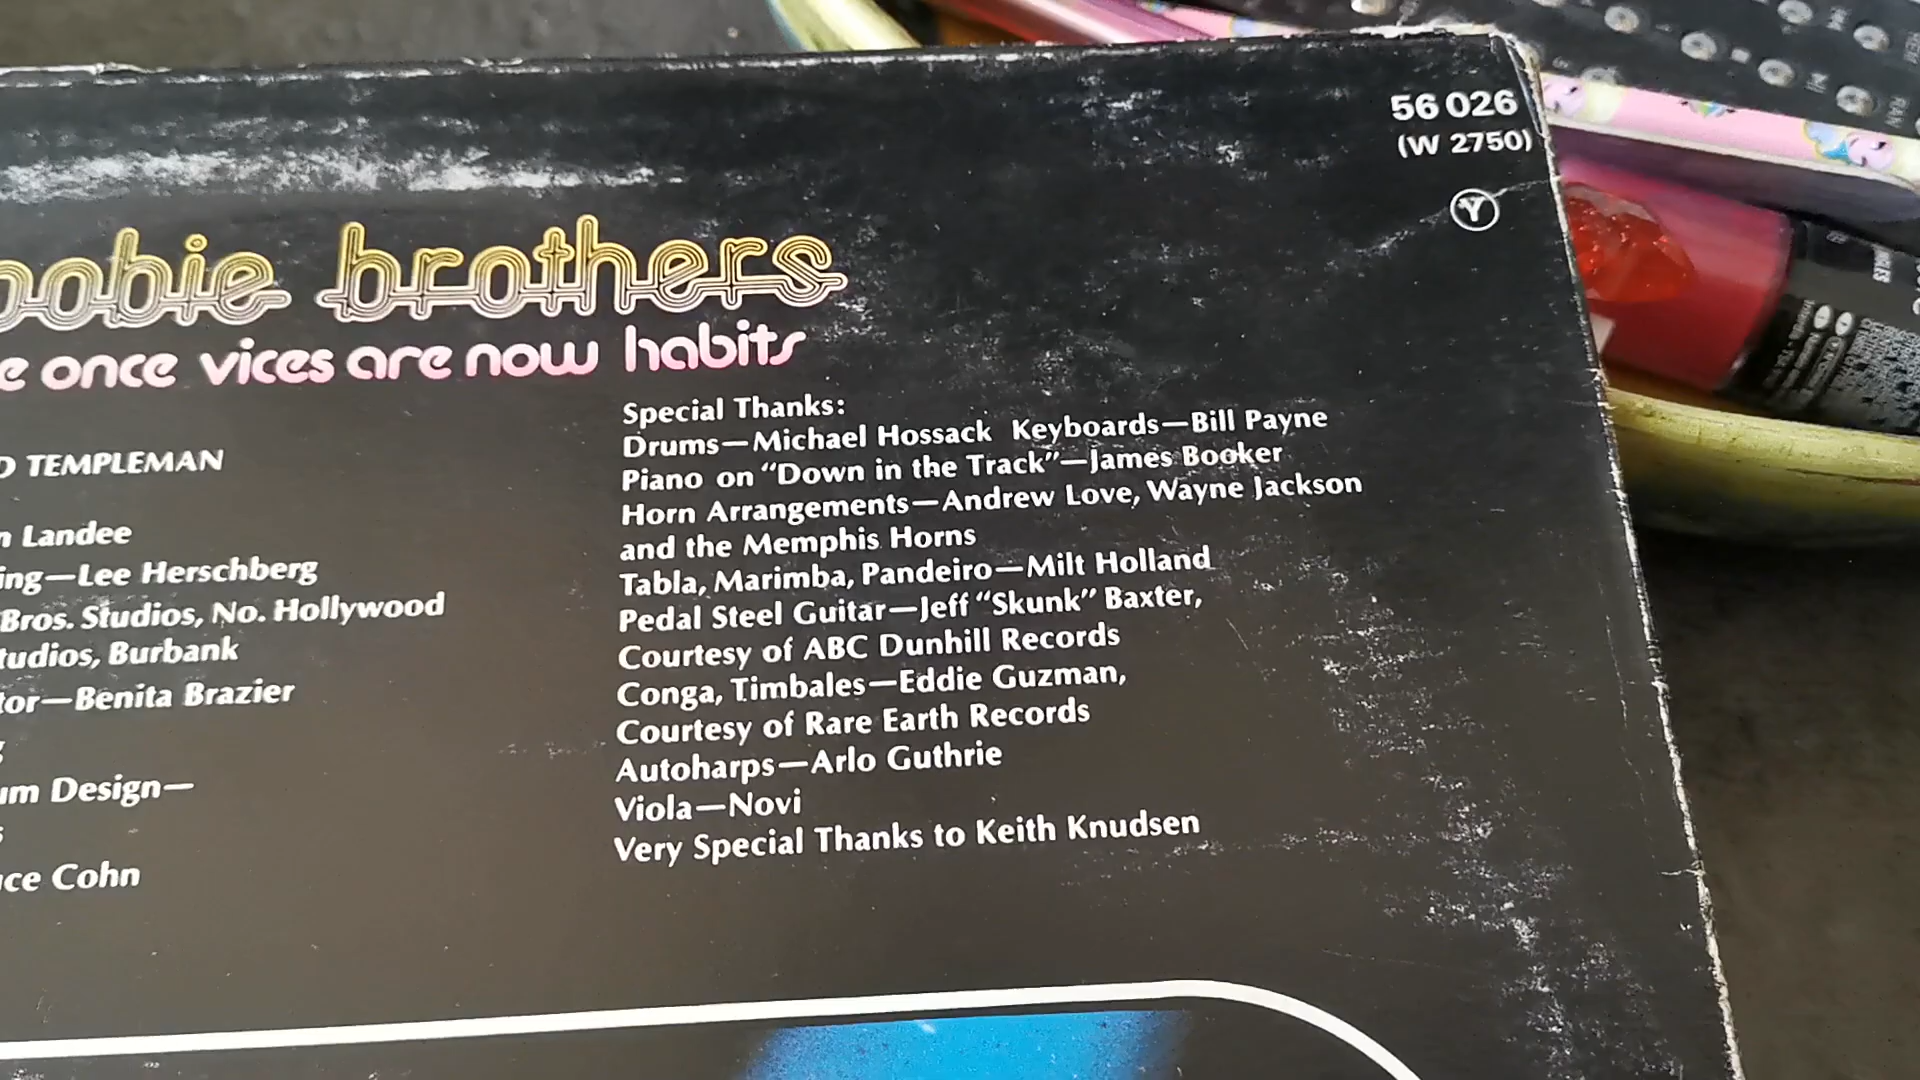 56 026
(W 2750)
Y
oobie brothers
e once vices are now habits
D TEMPLEMAN
n Landee
ing—Lee Herschberg
Bros. Studios, No. Hollywood
tudios, Burbank
tor—Benita Brazier
g
um Design—
s
uce Cohn
Special Thanks:
Drums—Michael Hossack Keyboards—Bill Payne
Piano on “Down in the Track”—James Booker
Horn Arrangements—Andrew Love, Wayne Jackson
and the Memphis Horns
Tabla, Marimba, Pandeiro—Milt Holland
Pedal Steel Guitar—Jeff “Skunk” Baxter,
Courtesy of ABC Dunhill Records
Conga, Timbales—Eddie Guzman,
Courtesy of Rare Earth Records
Autoharps—Arlo Guthrie
Viola—Novi
Very Special Thanks to Keith Knudsen